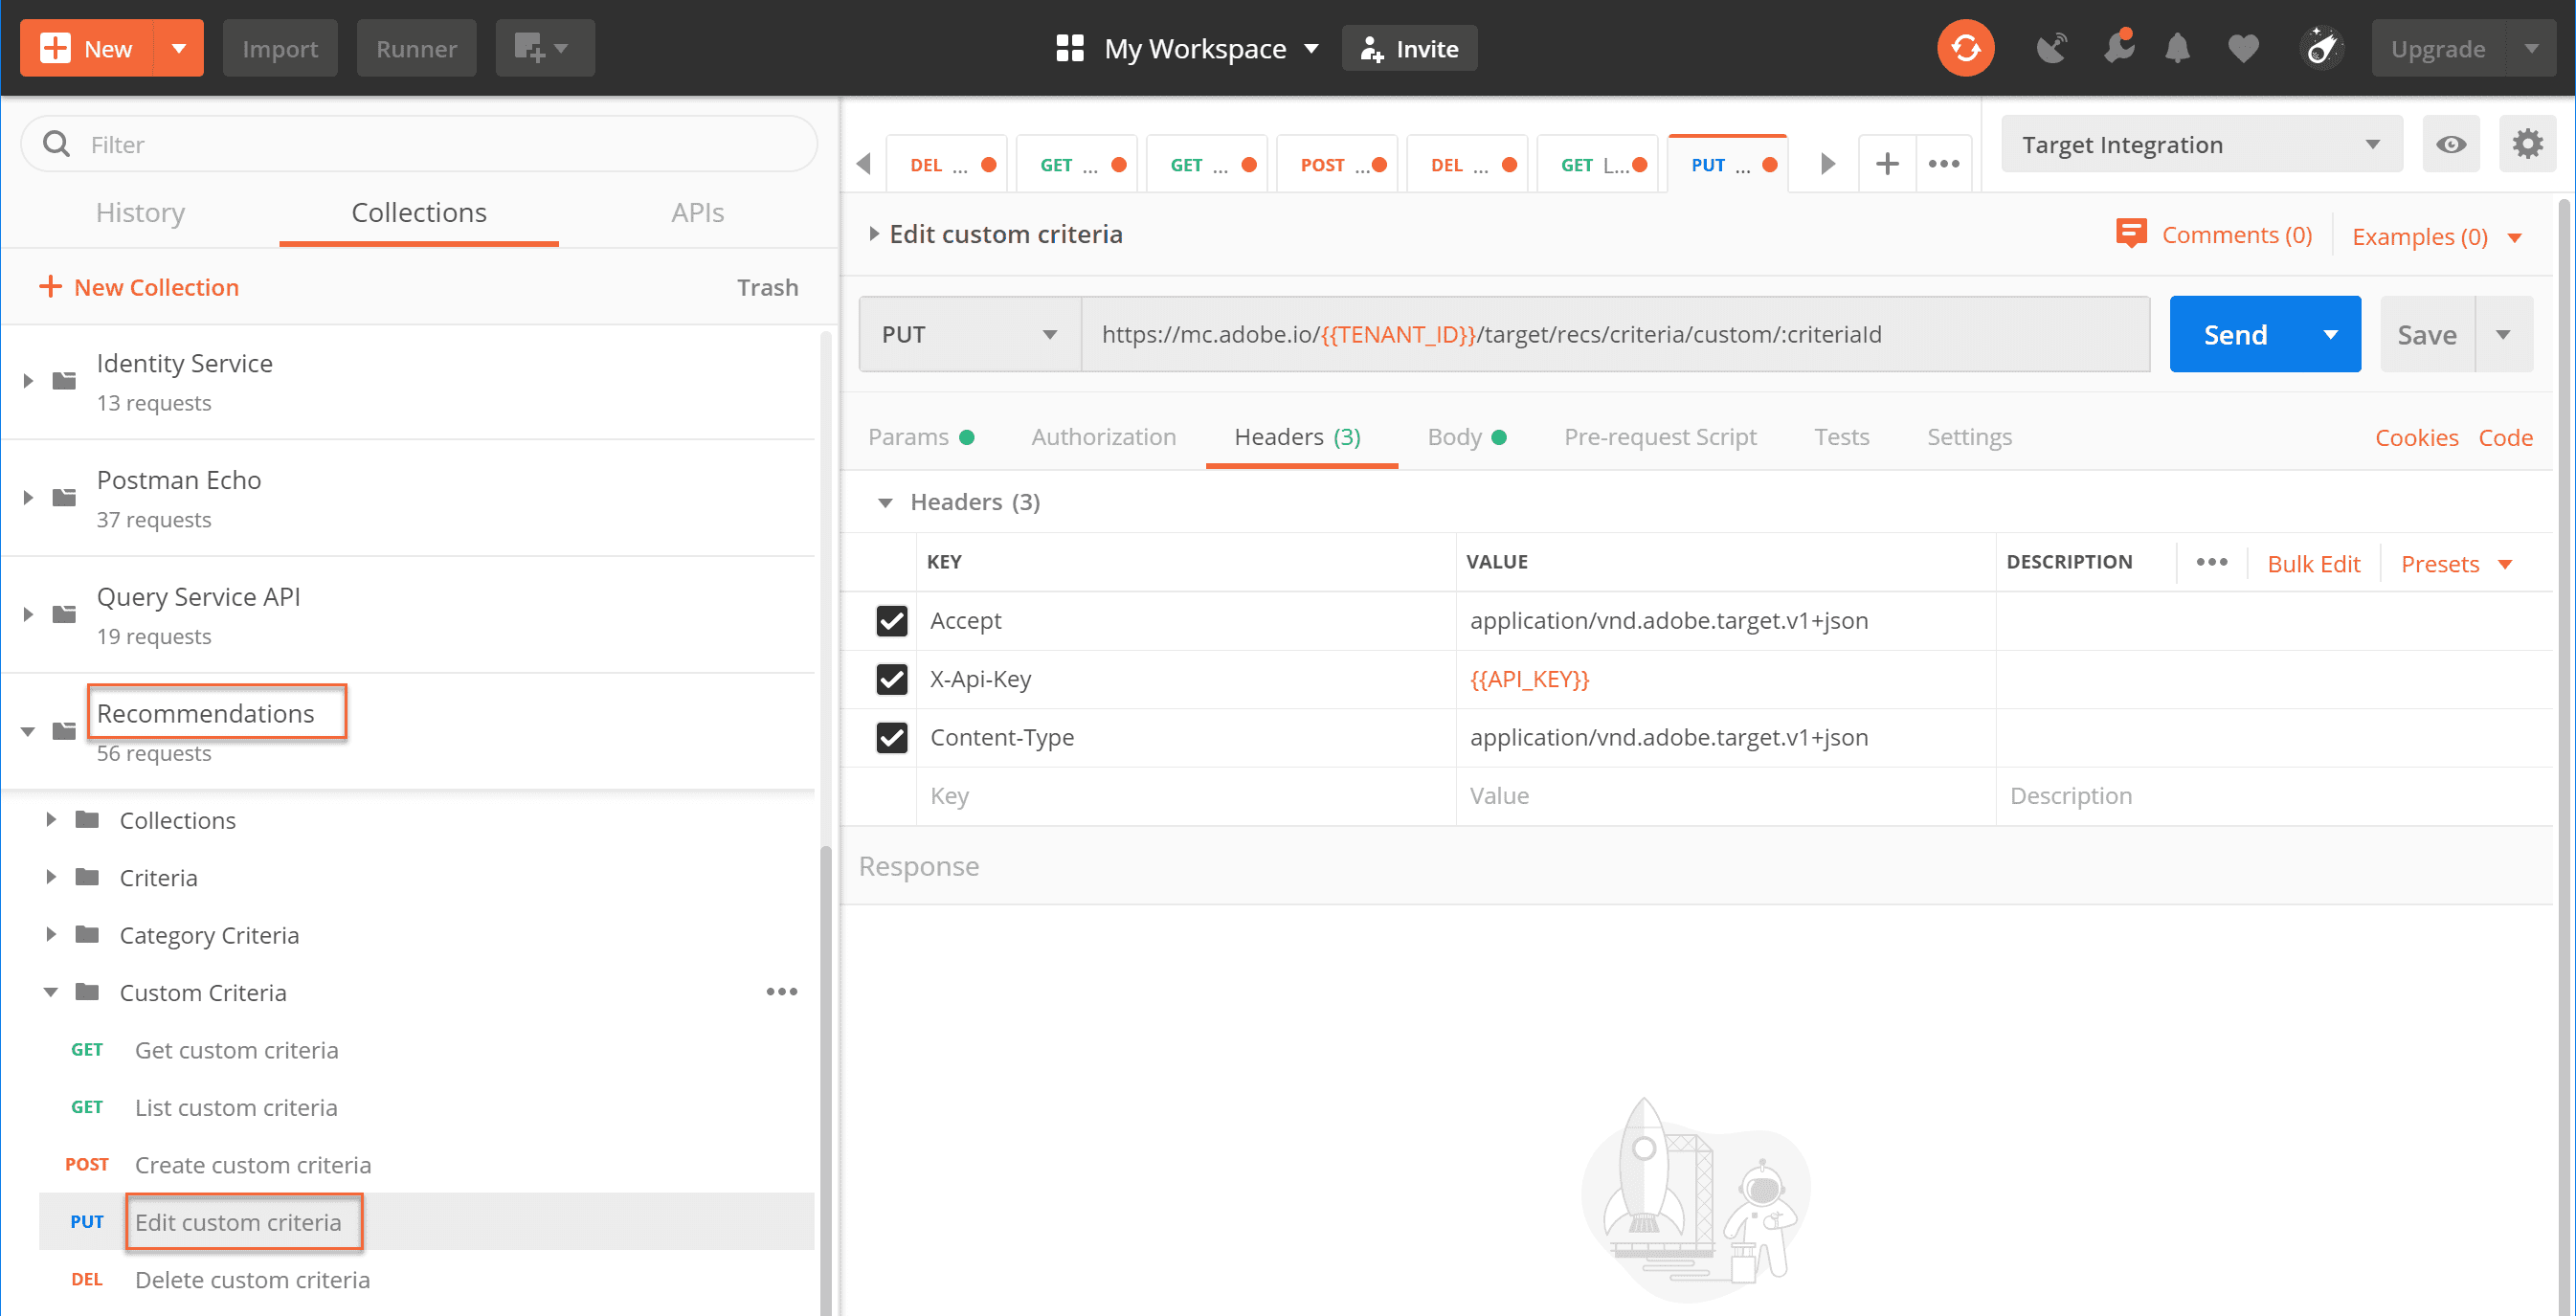 New
Import
Runner
My Workspace
Invite
Upgrade
Filter
History
Collections
APIs
New Collection
Trash
Identity Service
13 requests
Postman Echo
37 requests
Query Service API
19 requests
Recommendations
56 requests
Collections
Criteria
Category Criteria
Custom Criteria
GET Get custom criteria
GET List custom criteria
POST Create custom criteria
PUT Edit custom criteria
DEL Delete custom criteria
DEL ...
GET ...
GET ...
POST ...
DEL ...
GET L...
PUT ...
Target Integration
Edit custom criteria
Comments (0)
Examples (0)
PUT
https://mc.adobe.io/{{TENANT_ID}}/target/recs/criteria/custom/:criteriaId
Send
Save
Params
Authorization
Headers (3)
Body
Pre-request Script
Tests
Settings
Cookies
Code
Headers (3)
KEY VALUE DESCRIPTION
Bulk Edit
Presets
Accept application/vnd.adobe.target.v1+json
X-Api-Key {{API_KEY}}
Content-Type application/vnd.adobe.target.v1+json
Key Value Description
Response